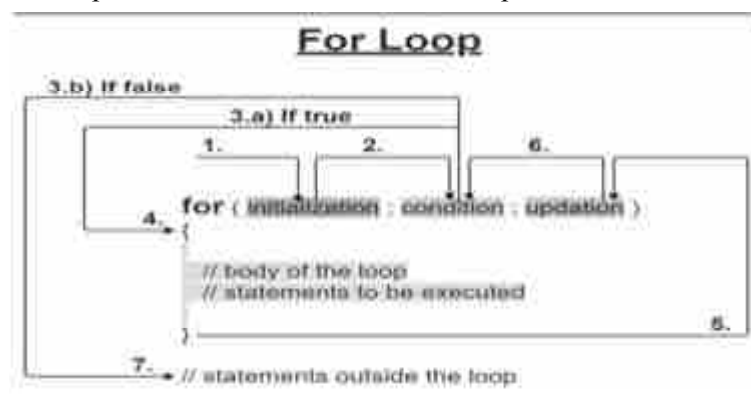 For Loop
3.b) If false
3.a) If true
1. 2. 6.
for ( initialization ; condition ; updation )
4. {
// body of the loop
// statements to be executed
} 5.
7. // statements outside the loop